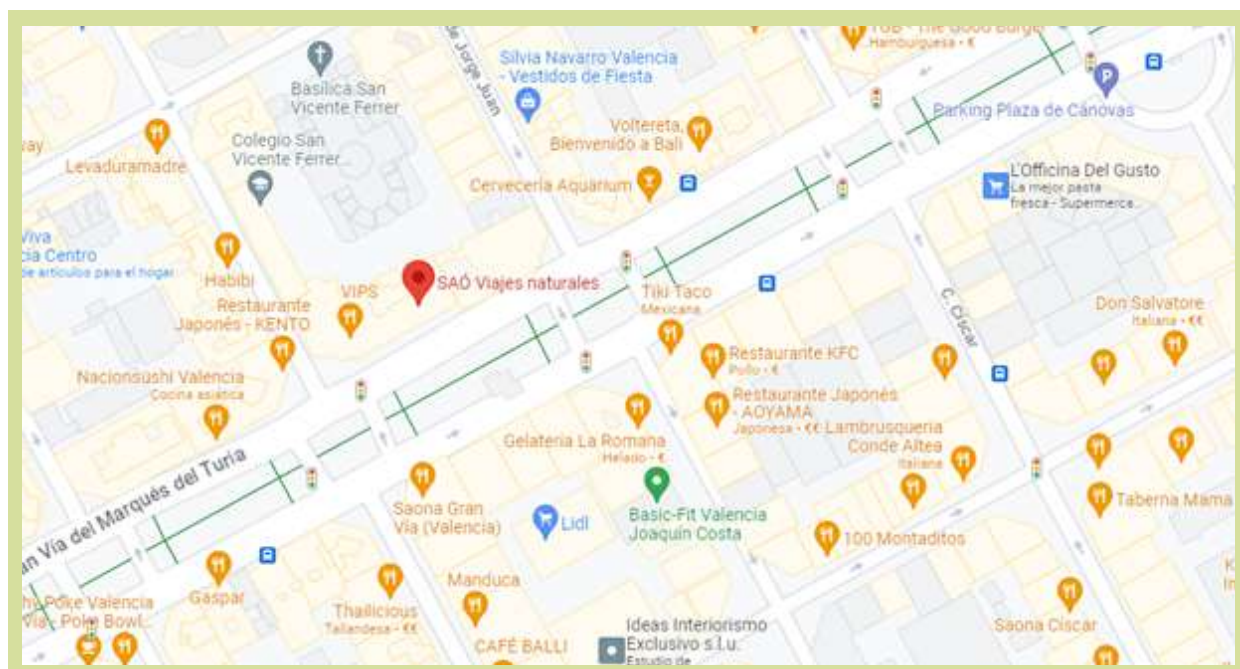 TGB - The Good Burger
Hamburguesa • €
de Jorge Juan
Basílica San
Vicente Ferrer
Silvia Navarro Valencia
- Vestidos de Fiesta
Parking Plaza de Cánovas
Levaduramadre
Colegio San
Vicente Ferrer...
Voltereta,
Bienvenido a Bali
Cervecería Aquarium
L'Officina Del Gusto
La mejor pasta
fresca - Supermerca...
Viva
cia Centro
de artículos para el hogar
Habibi
VIPS
SAÓ Viajes naturales
Restaurante
Japonés - KENTO
Tiki Taco
Mexicana
C. Císcar
Don Salvatore
Italiana • €€
Nacionsushi Valencia
Cocina asiática
Restaurante KFC
Pollo • €
Restaurante Japonés
- AOYAMA
Japonesa • €€
Lambrusqueria
Conde Altea
Italiana
Gelateria La Romana
Helado • €
an Vía del Marqués del Turia
Saona Gran
Vía (Valencia)
Lidl
Basic-Fit Valencia
Joaquín Costa
Taberna Mama
100 Montaditos
Gaspar
Manduca
Thailicious
Tailandesa • €€
hy Poke Valencia
Vía - Poke Bowl...
Saona Císcar
CAFÉ BALLI
Ideas Interiorismo
Exclusivo s.l.u.
Estudio de